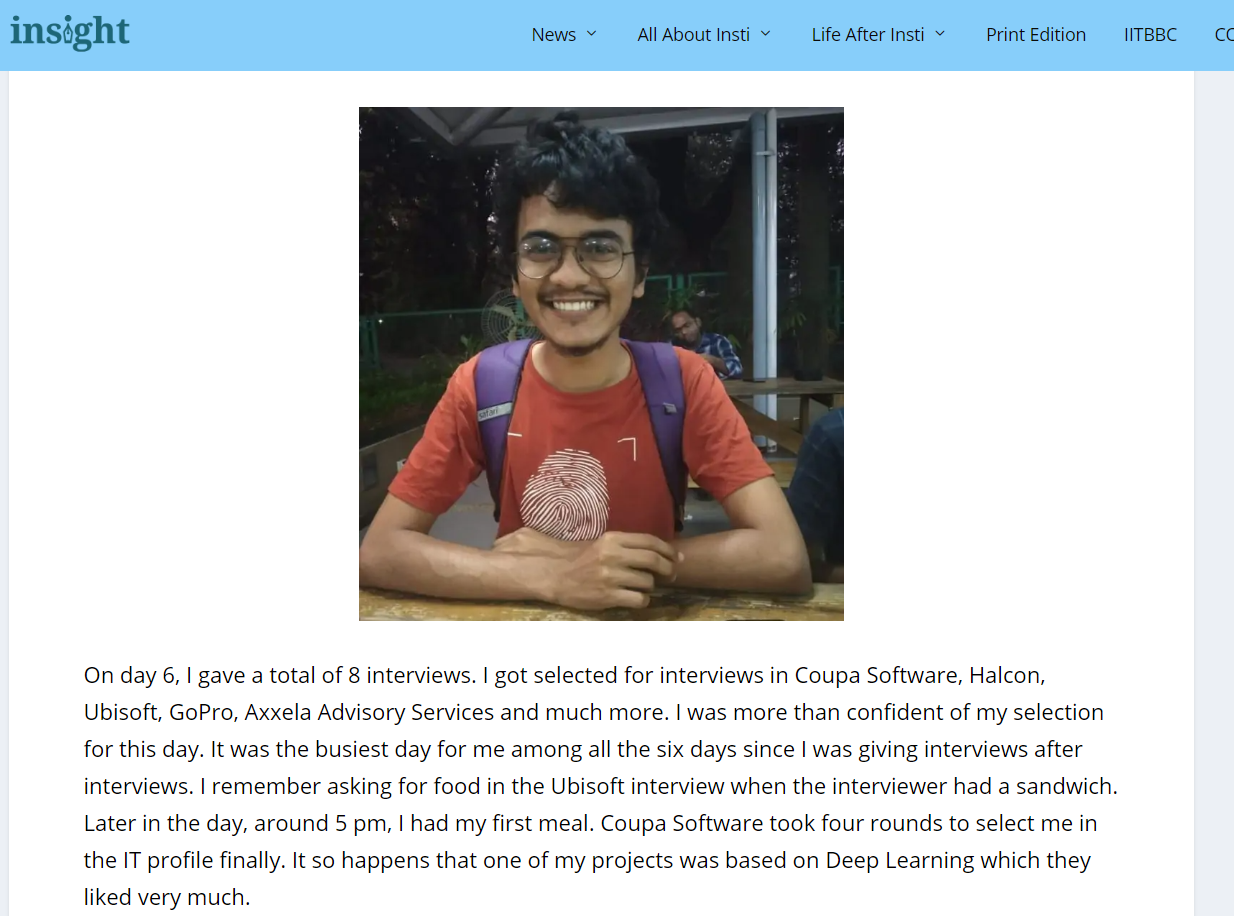 insight
News
All About Insti
Life After Insti
Print Edition
IITBBC
safari
On day 6, I gave a total of 8 interviews. I got selected for interviews in Coupa Software, Halcon,
Ubisoft, GoPro, Axxela Advisory Services and much more. I was more than confident of my selection
for this day. It was the busiest day for me among all the six days since I was giving interviews after
interviews. I remember asking for food in the Ubisoft interview when the interviewer had a sandwich.
Later in the day, around 5 pm, I had my first meal. Coupa Software took four rounds to select me in
the IT profile finally. It so happens that one of my projects was based on Deep Learning which they
liked very much.